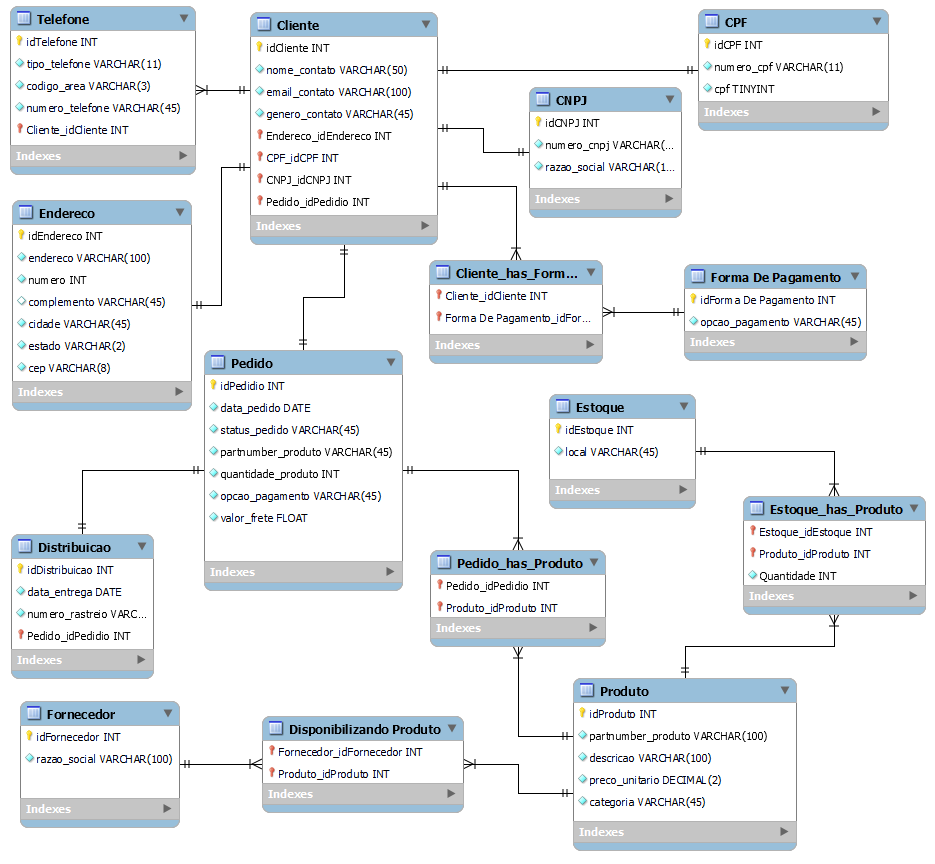 Telefone
idTelefone INT
tipo_telefone VARCHAR(11)
codigo_area VARCHAR(3)
numero_telefone VARCHAR(45)
Cliente_idCliente INT
Indexes
Cliente
idCliente INT
nome_contato VARCHAR(50)
email_contato VARCHAR(100)
genero_contato VARCHAR(45)
Endereco_idEndereco INT
CPF_idCPF INT
CNPJ_idCNPJ INT
Pedido_idPedidio INT
Indexes
CPF
idCPF INT
numero_cpf VARCHAR(11)
cpf TINYINT
Indexes
CNPJ
idCNPJ INT
numero_cnpj VARCHAR(...
razao_social VARCHAR(1...
Indexes
Endereco
idEndereco INT
endereco VARCHAR(100)
numero INT
complemento VARCHAR(45)
cidade VARCHAR(45)
estado VARCHAR(2)
cep VARCHAR(8)
Indexes
Cliente_has_Form...
Cliente_idCliente INT
Forma De Pagamento_idFor...
Indexes
Forma De Pagamento
idForma De Pagamento INT
opcao_pagamento VARCHAR(45)
Indexes
Pedido
idPedidio INT
data_pedido DATE
status_pedido VARCHAR(45)
partnumber_produto VARCHAR(45)
quantidade_produto INT
opcao_pagamento VARCHAR(45)
valor_frete FLOAT
Indexes
Estoque
idEstoque INT
local VARCHAR(45)
Indexes
Estoque_has_Produto
Estoque_idEstoque INT
Produto_idProduto INT
Quantidade INT
Indexes
Distribuicao
idDistribuicao INT
data_entrega DATE
numero_rastreio VARC...
Pedido_idPedidio INT
Indexes
Pedido_has_Produto
Pedido_idPedidio INT
Produto_idProduto INT
Indexes
Fornecedor
idFornecedor INT
razao_social VARCHAR(100)
Indexes
Disponibilizando Produto
Fornecedor_idFornecedor INT
Produto_idProduto INT
Indexes
Produto
idProduto INT
partnumber_produto VARCHAR(100)
descricao VARCHAR(100)
preco_unitario DECIMAL(2)
categoria VARCHAR(45)
Indexes